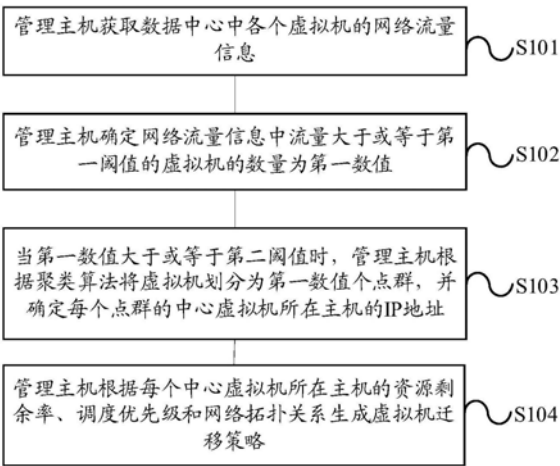 管理主机获取数据中心中各个虚拟机的网络流量
信息
S101
管理主机确定网络流量信息中流量大于或等于第
一阈值的虚拟机的数量为第一数值
S102
当第一数值大于或等于第二阈值时，管理主机根
据聚类算法将虚拟机划分为第一数值个点群，并
确定每个点群的中心虚拟机所在主机的IP地址
S103
管理主机根据每个中心虚拟机所在主机的资源剩
余率、调度优先级和网络拓扑关系生成虚拟机迁
移策略
S104